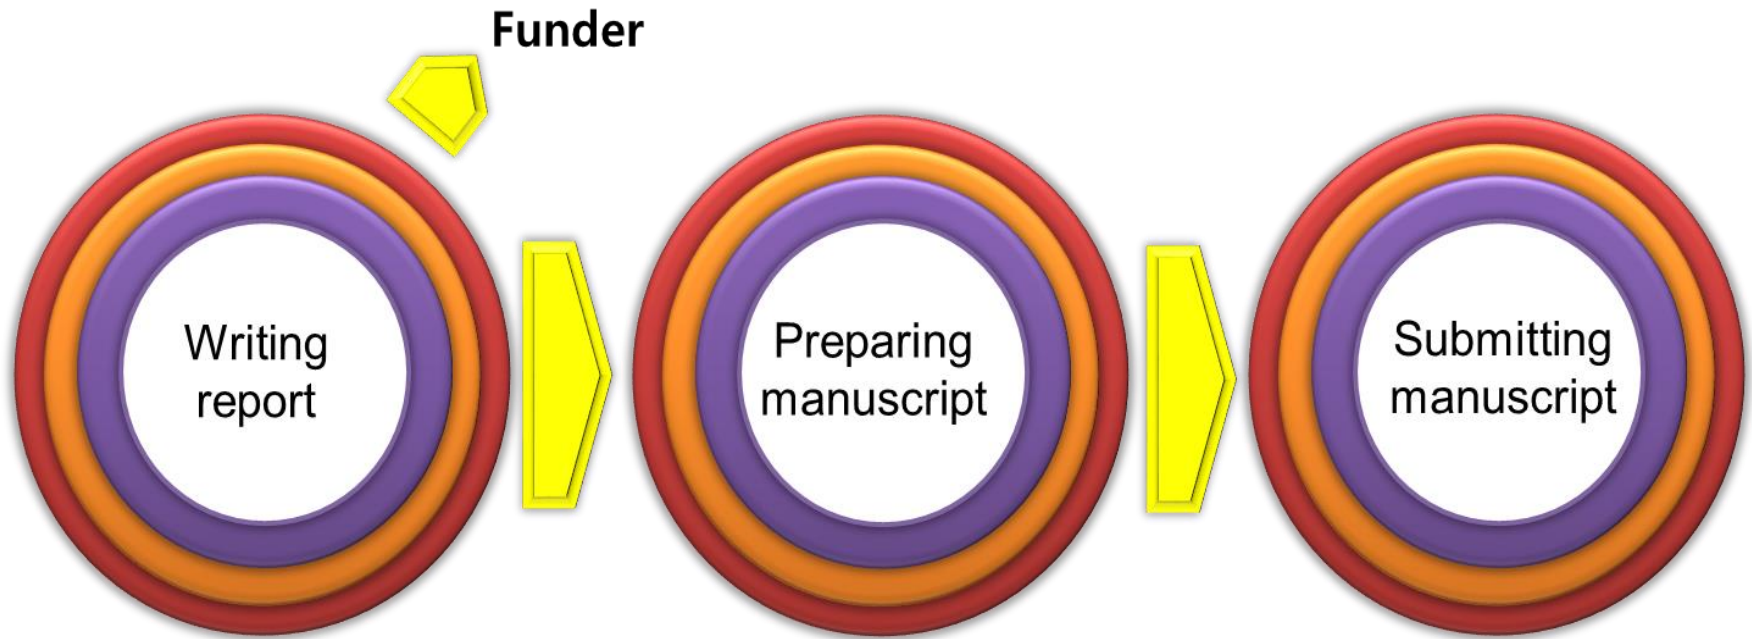 Funder
Writing
report
Preparing
manuscript
Submitting
manuscript